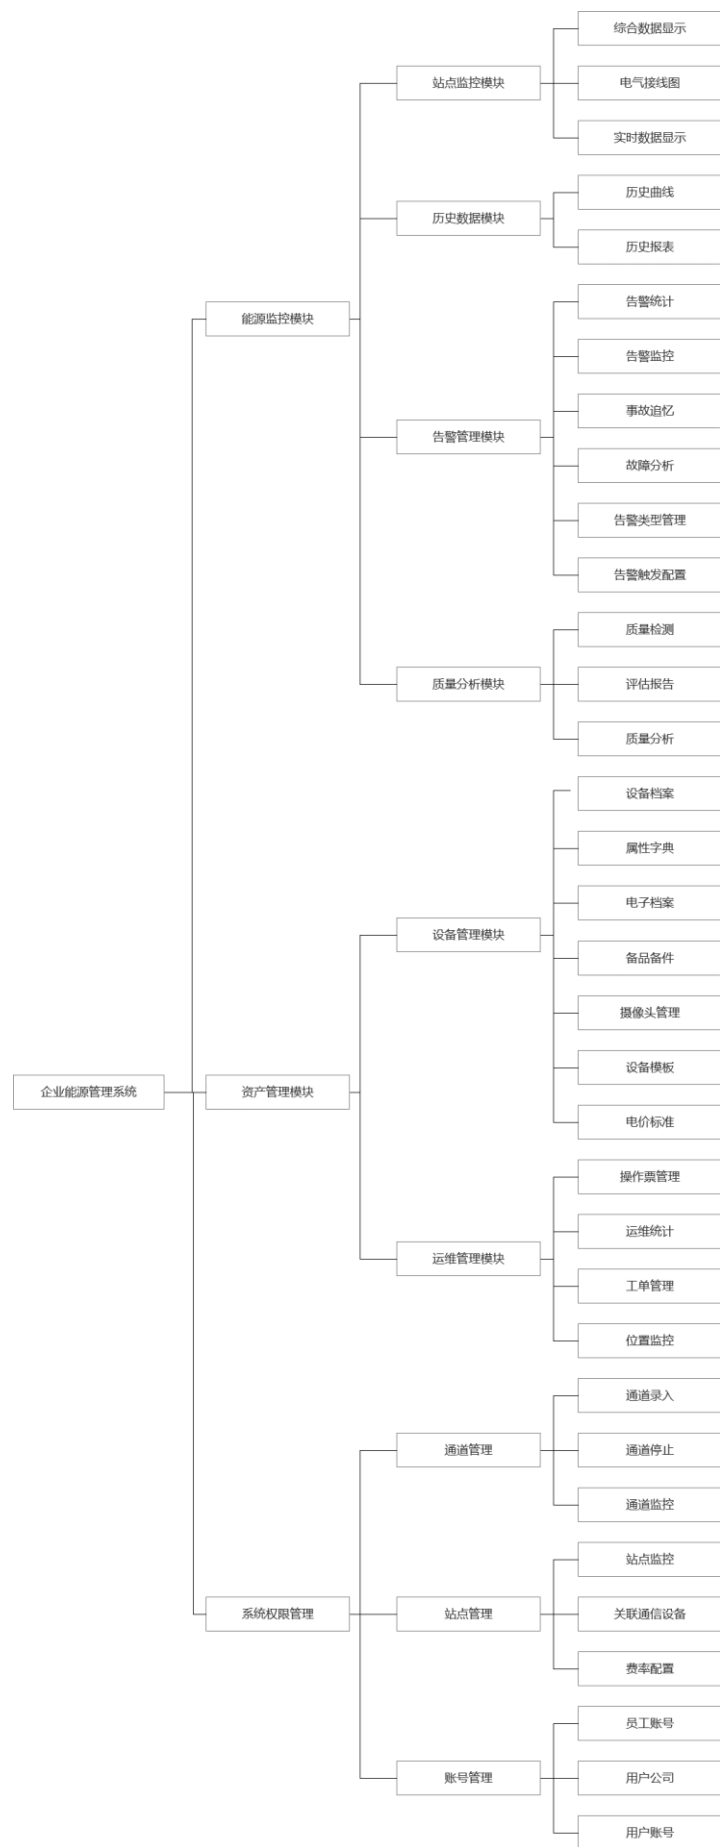 综合数据显示
站点监控模块
电气接线图
实时数据显示
历史曲线
历史数据模块
历史报表
告警统计
能源监控模块
告警监控
事故追忆
告警管理模块
故障分析
告警类型管理
告警触发配置
质量检测
质量分析模块
评估报告
质量分析
设备档案
属性字典
电子档案
设备管理模块
备品备件
摄像头管理
设备模板
企业能源管理系统
资产管理模块
电价标准
操作票管理
运维统计
运维管理模块
工单管理
位置监控
通道录入
通道管理
通道停止
通道监控
站点监控
系统权限管理
站点管理
关联通信设备
费率配置
员工账号
账号管理
用户公司
用户账号